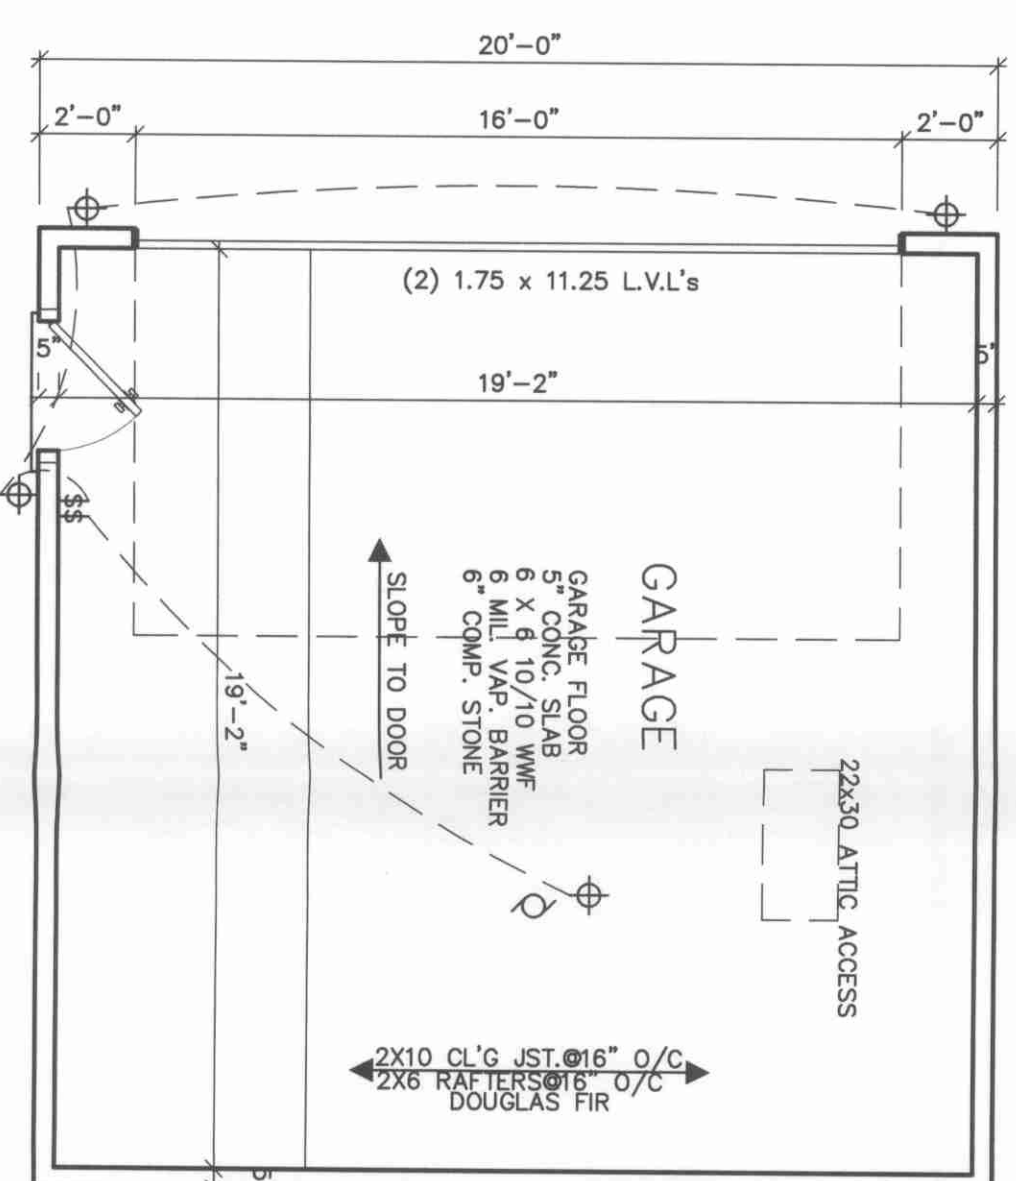 20'-0"
2'-0"
16'-0"
2'-0"
(2) 1.75 x 11.25 L.V.L's
5"
5"
19'-2"
$$
GARAGE
GARAGE FLOOR
5" CONC. SLAB
6 X 6 10/10 WWF
6 MIL. VAP. BARRIER
6" COMP. STONE
SLOPE TO DOOR
19'-2"
22x30 ATTIC ACCESS
2X10 CL'G JST.@16" O/C
2X6 RAFTERS@16" O/C
DOUGLAS FIR